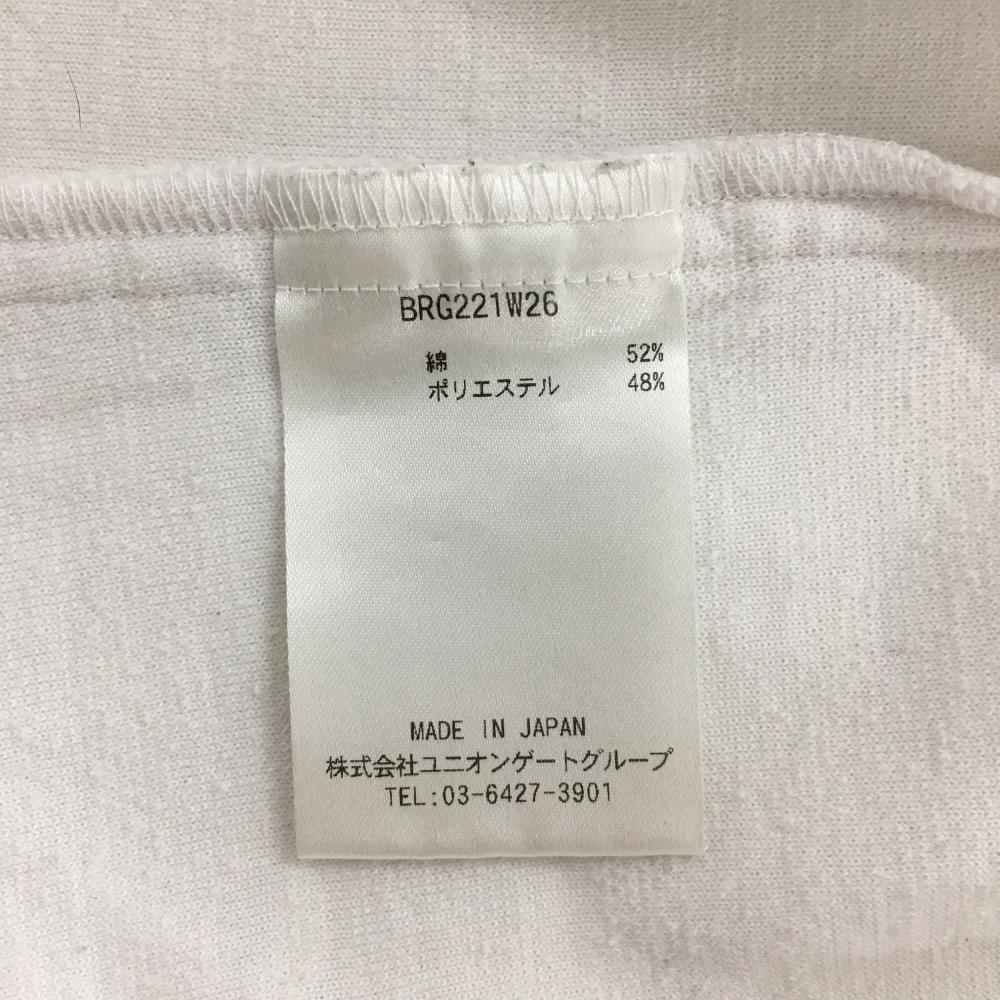 BRG221W26
綿 52%
ポリエステル 48%
MADE IN JAPAN
株式会社ユニオンゲートグループ
TEL:03-6427-3901